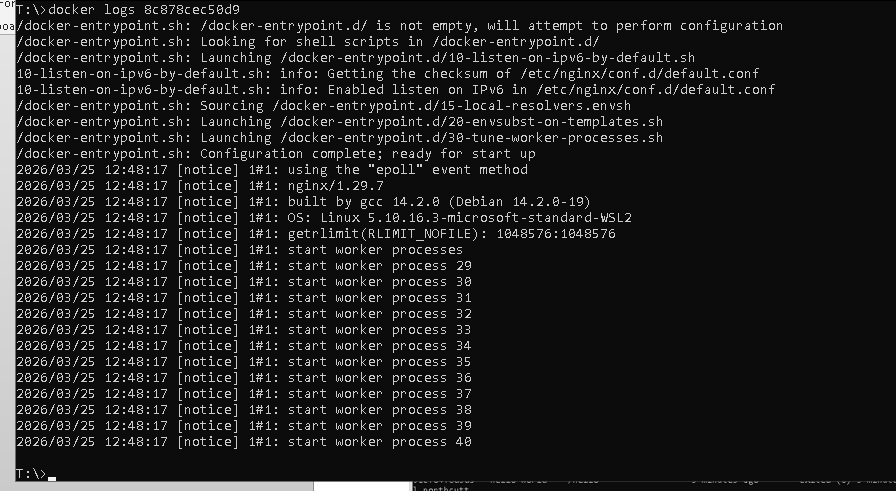 T:\>docker logs 8c878cec50d9
/docker-entrypoint.sh: /docker-entrypoint.d/ is not empty, will attempt to perform configuration
/docker-entrypoint.sh: Looking for shell scripts in /docker-entrypoint.d/
/docker-entrypoint.sh: Launching /docker-entrypoint.d/10-listen-on-ipv6-by-default.sh
10-listen-on-ipv6-by-default.sh: info: Getting the checksum of /etc/nginx/conf.d/default.conf
10-listen-on-ipv6-by-default.sh: info: Enabled listen on IPv6 in /etc/nginx/conf.d/default.conf
/docker-entrypoint.sh: Sourcing /docker-entrypoint.d/15-local-resolvers.envsh
/docker-entrypoint.sh: Launching /docker-entrypoint.d/20-envsubst-on-templates.sh
/docker-entrypoint.sh: Launching /docker-entrypoint.d/30-tune-worker-processes.sh
/docker-entrypoint.sh: Configuration complete; ready for start up
2026/03/25 12:48:17 [notice] 1#1: using the "epoll" event method
2026/03/25 12:48:17 [notice] 1#1: nginx/1.29.7
2026/03/25 12:48:17 [notice] 1#1: built by gcc 14.2.0 (Debian 14.2.0-19)
2026/03/25 12:48:17 [notice] 1#1: OS: Linux 5.10.16.3-microsoft-standard-WSL2
2026/03/25 12:48:17 [notice] 1#1: getrlimit(RLIMIT_NOFILE): 1048576:1048576
2026/03/25 12:48:17 [notice] 1#1: start worker processes
2026/03/25 12:48:17 [notice] 1#1: start worker process 29
2026/03/25 12:48:17 [notice] 1#1: start worker process 30
2026/03/25 12:48:17 [notice] 1#1: start worker process 31
2026/03/25 12:48:17 [notice] 1#1: start worker process 32
2026/03/25 12:48:17 [notice] 1#1: start worker process 33
2026/03/25 12:48:17 [notice] 1#1: start worker process 34
2026/03/25 12:48:17 [notice] 1#1: start worker process 35
2026/03/25 12:48:17 [notice] 1#1: start worker process 36
2026/03/25 12:48:17 [notice] 1#1: start worker process 37
2026/03/25 12:48:17 [notice] 1#1: start worker process 38
2026/03/25 12:48:17 [notice] 1#1: start worker process 39
2026/03/25 12:48:17 [notice] 1#1: start worker process 40
T:\>